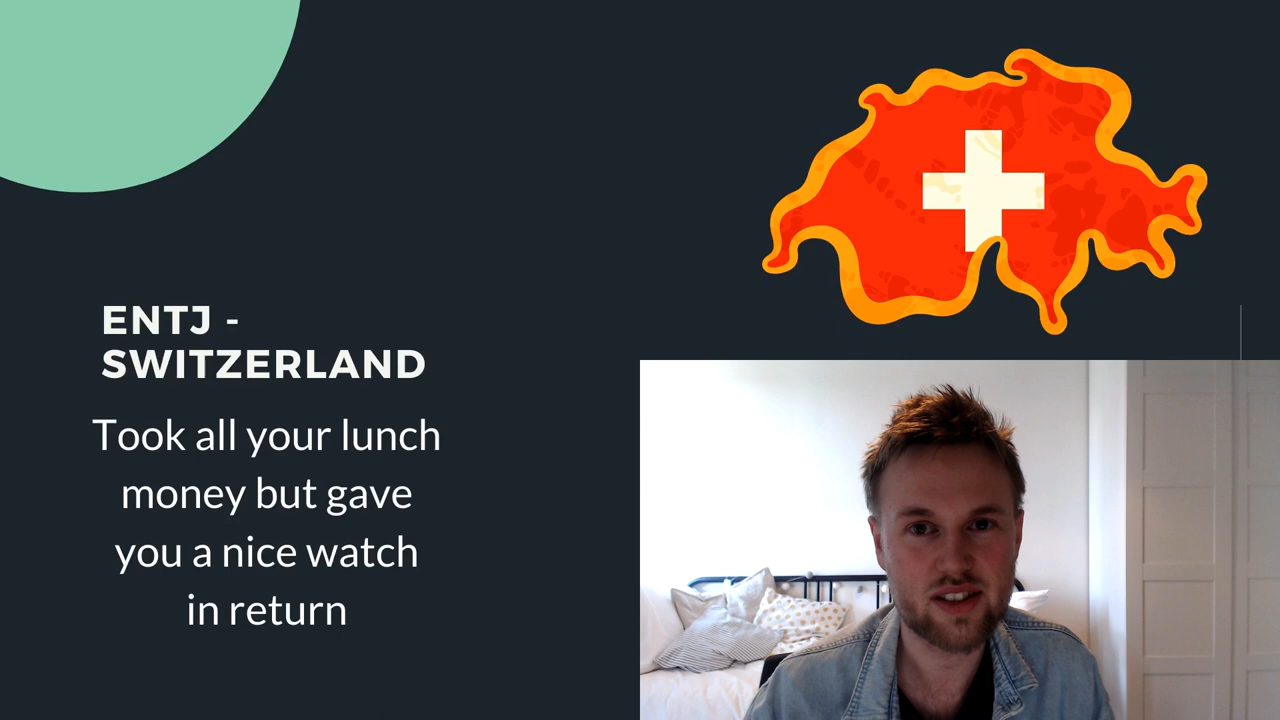 ENTJ -
SWITZERLAND
Took all your lunch
money but gave
you a nice watch
in return